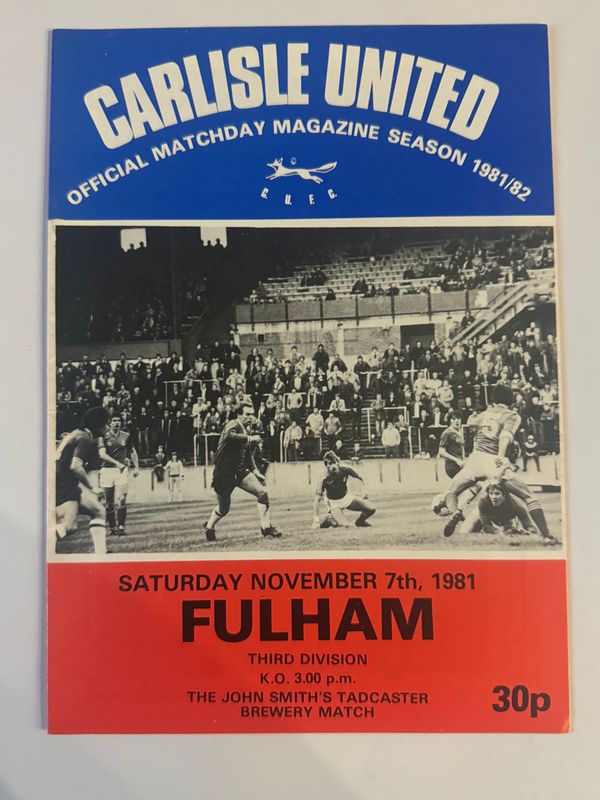 CARLISLE UNITED
OFFICIAL MATCHDAY MAGAZINE SEASON 1981/82
C.U.F.C.
SATURDAY NOVEMBER 7th, 1981
FULHAM
THIRD DIVISION
K.O. 3.00 p.m.
THE JOHN SMITH'S TADCASTER
BREWERY MATCH
30p